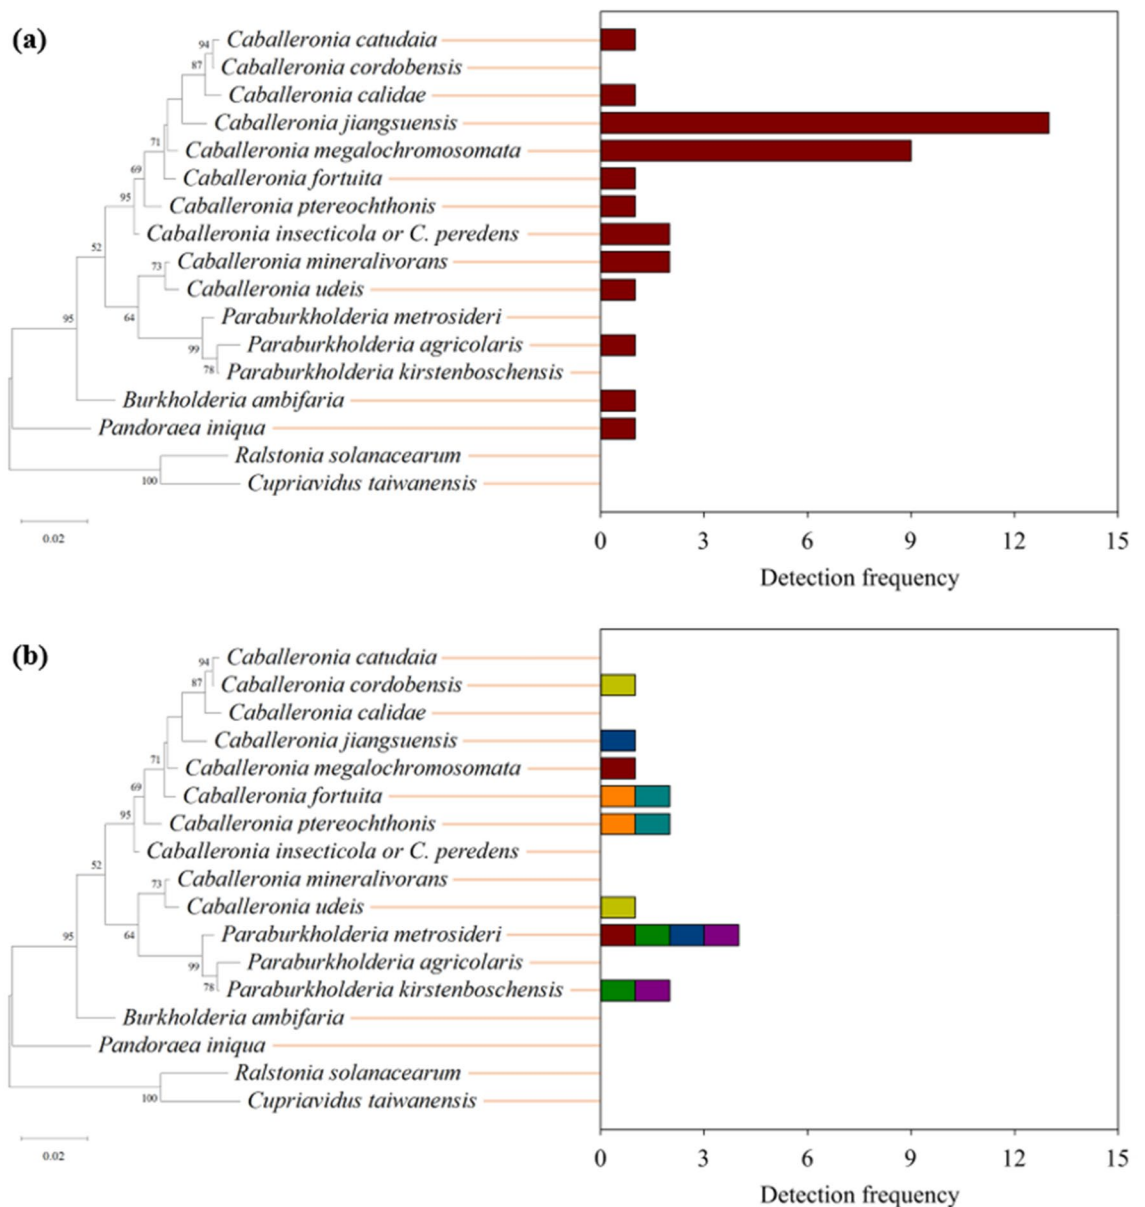 (a)
94
Caballeronia catudaia
87
Caballeronia cordobensis
Caballeronia calidae
Caballeronia jiangsuensis
71
Caballeronia megalochromosomata
69
Caballeronia fortuita
95
Caballeronia ptereochthonis
52
Caballeronia insecticola or C. peredens
73
Caballeronia mineralivorans
Caballeronia udeis
95
64
Paraburkholderia metrosideri
99
Paraburkholderia agricolaris
78
Paraburkholderia kirstenboschensis
Burkholderia ambifaria
Pandoraea iniqua
Ralstonia solanacearum
100
Cupriavidus taiwanensis
0.02
0 3 6 9 12 15
Detection frequency
(b)
94
Caballeronia catudaia
87
Caballeronia cordobensis
Caballeronia calidae
Caballeronia jiangsuensis
71
Caballeronia megalochromosomata
69
Caballeronia fortuita
95
Caballeronia ptereochthonis
52
Caballeronia insecticola or C. peredens
73
Caballeronia mineralivorans
Caballeronia udeis
95
64
Paraburkholderia metrosideri
99
Paraburkholderia agricolaris
78
Paraburkholderia kirstenboschensis
Burkholderia ambifaria
Pandoraea iniqua
Ralstonia solanacearum
100
Cupriavidus taiwanensis
0.02
0 3 6 9 12 15
Detection frequency